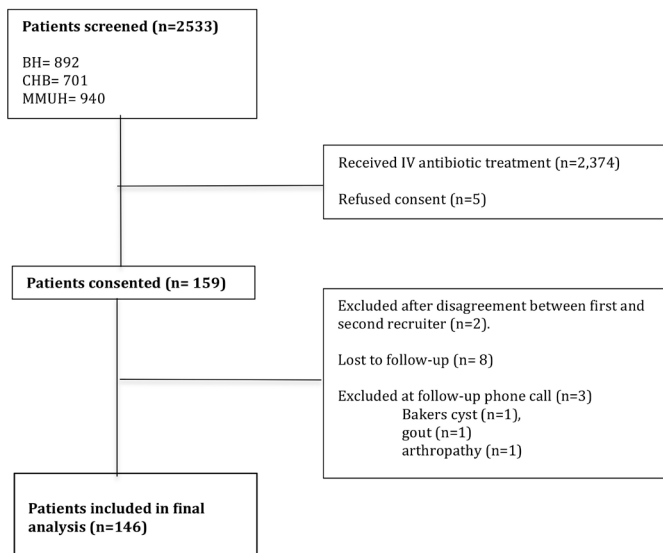 Patients screened (n=2533)
BH= 892
CHB= 701
MMUH= 940
Received IV antibiotic treatment (n=2,374)
Refused consent (n=5)
Patients consented (n= 159)
Excluded after disagreement between first and
second recruiter (n=2).
Lost to follow-up (n= 8)
Excluded at follow-up phone call (n=3)
Bakers cyst (n=1),
gout (n=1)
arthropathy (n=1)
Patients included in final
analysis (n=146)